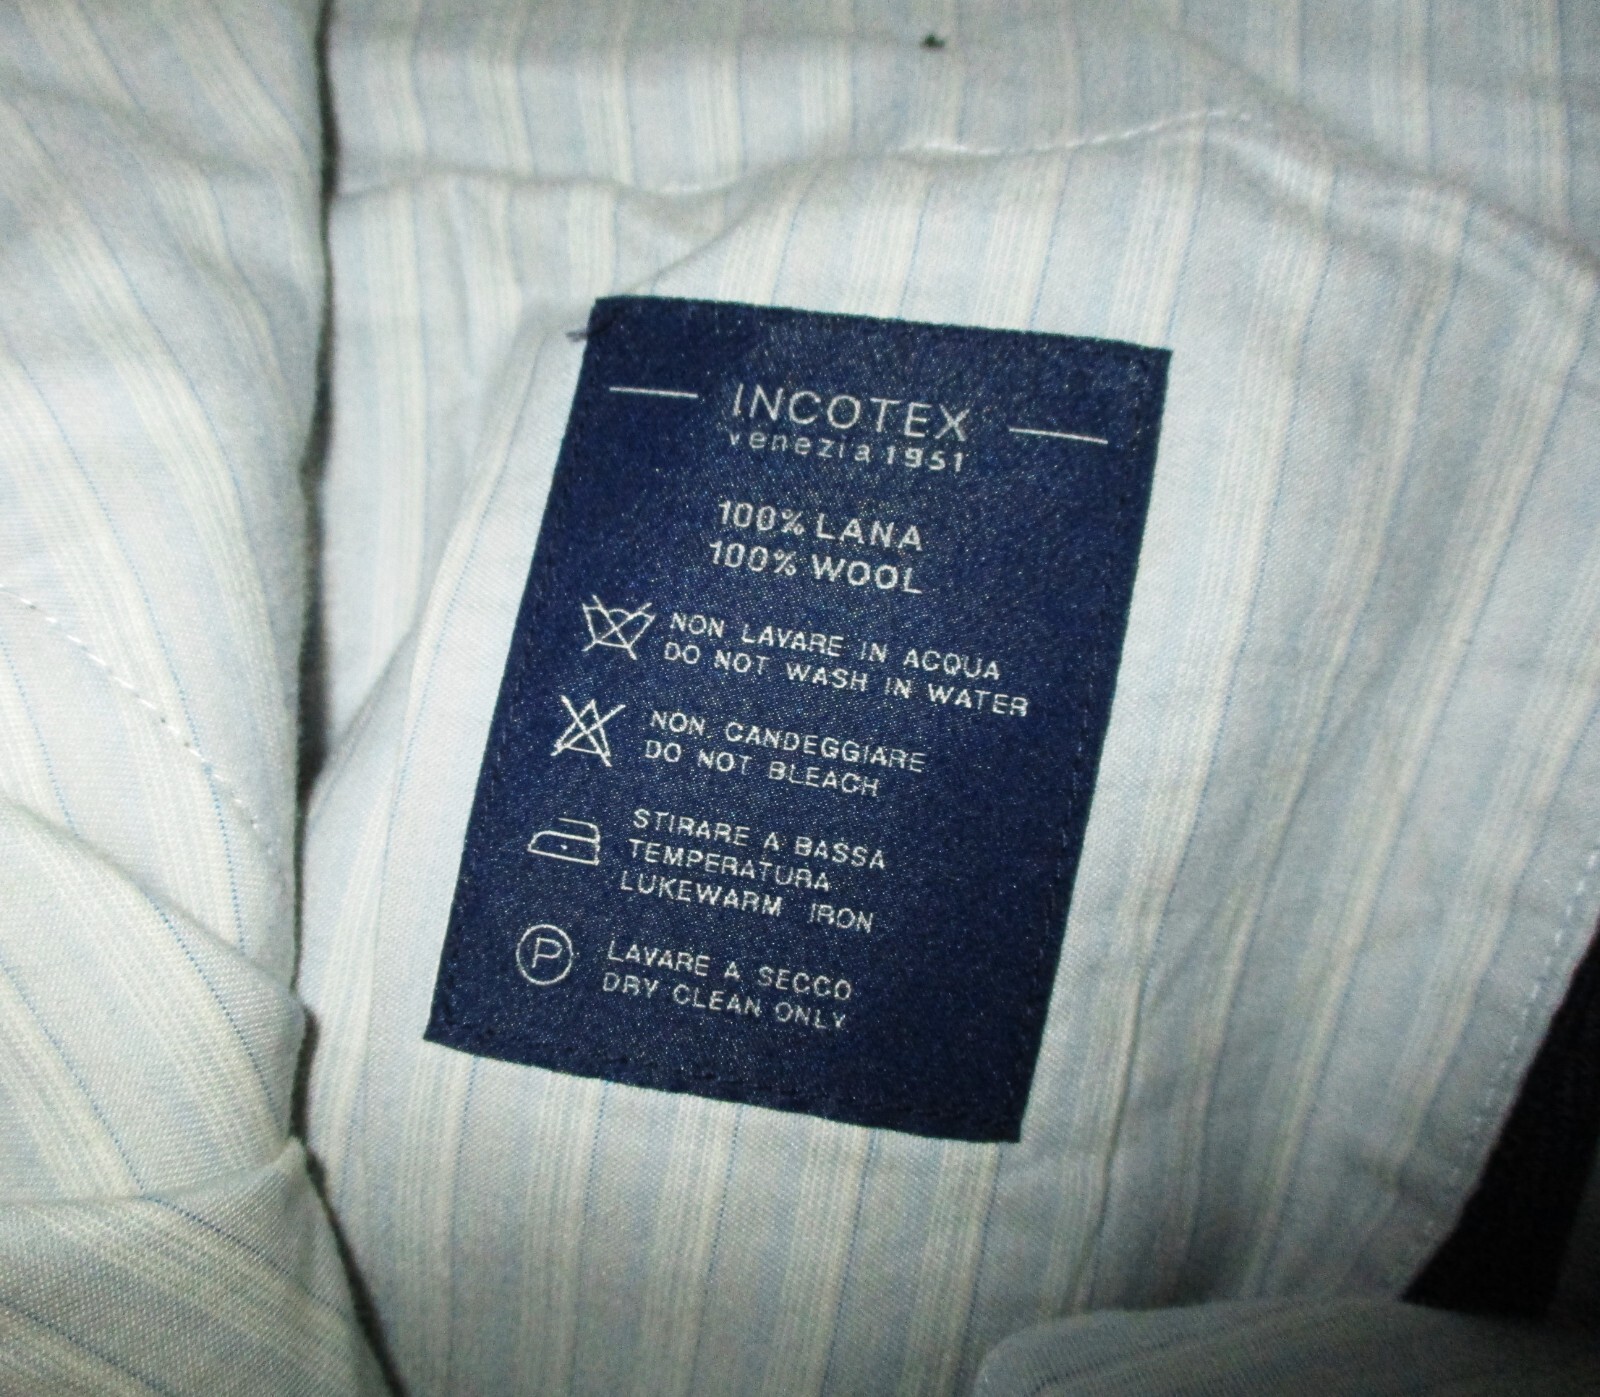 INCOTEX
venezia 1951
100% LANA
100% WOOL
NON LAVARE IN ACQUA
DO NOT WASH IN WATER
NON CANDEGGIARE
DO NOT BLEACH
STIRARE A BASSA
TEMPERATURA
LUKEWARM IRON
P
LAVARE A SECCO
DRY CLEAN ONLY